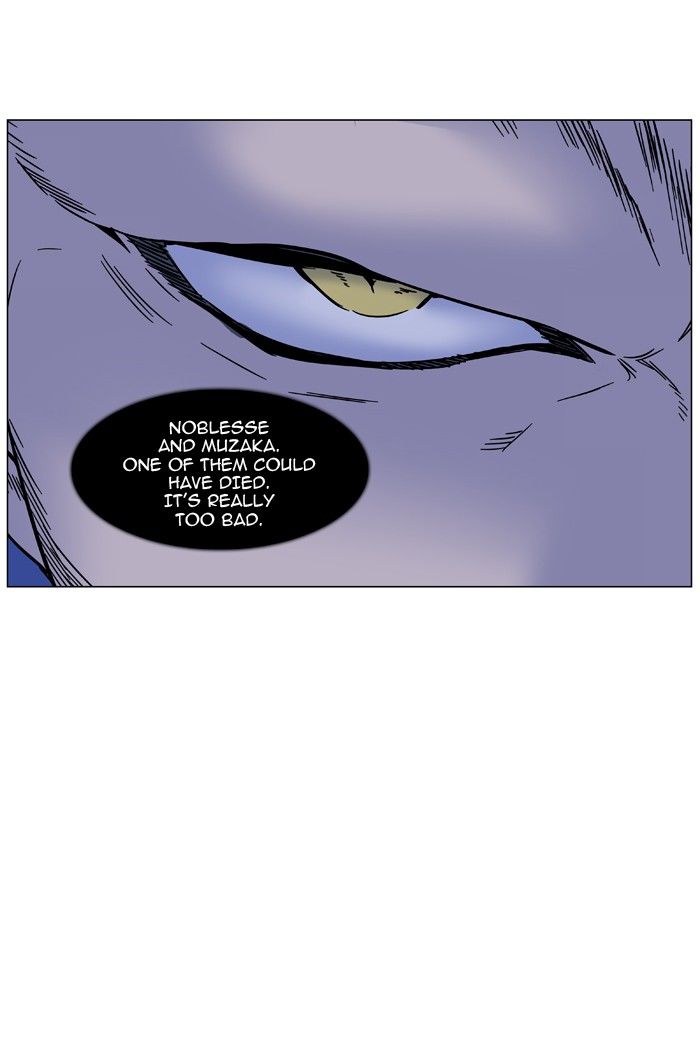 NOBLESSE
AND MUZAKA.
ONE OF THEM COULD
HAVE DIED.
IT'S REALLY
TOO BAD.